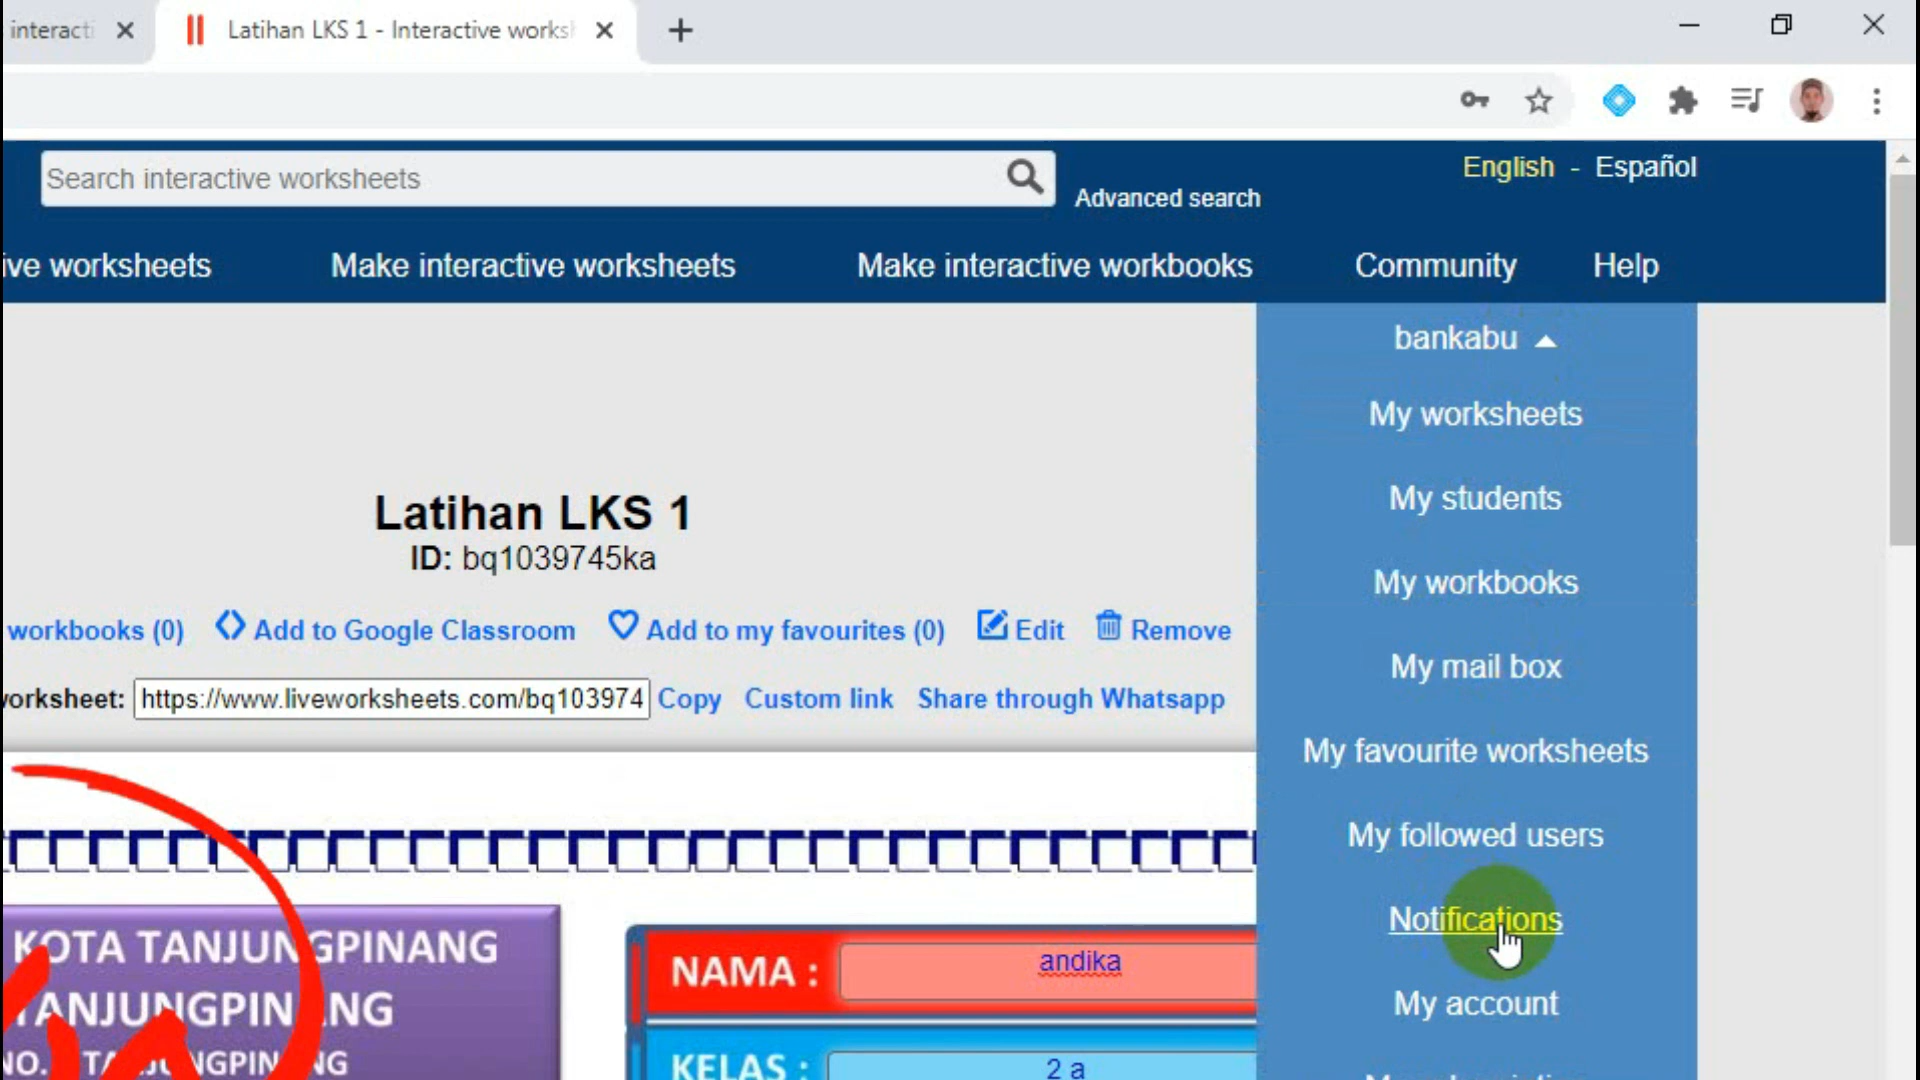 interacti
Latihan LKS 1 - Interactive works
Search interactive worksheets
Advanced search
English - Español
ive worksheets
Make interactive worksheets
Make interactive workbooks
Community
Help
bankabu
My worksheets
My students
My workbooks
My mail box
My favourite worksheets
My followed users
Notifications
My account
Latihan LKS 1
ID: bq1039745ka
workbooks (0) Add to Google Classroom Add to my favourites (0) Edit Remove
worksheet: https://www.liveworksheets.com/bq103974 Copy Custom link Share through Whatsapp
KOTA TANJUNGPINANG
TANJUNGPINANG
NO.
NAMA : andika
KELAS : 2 a